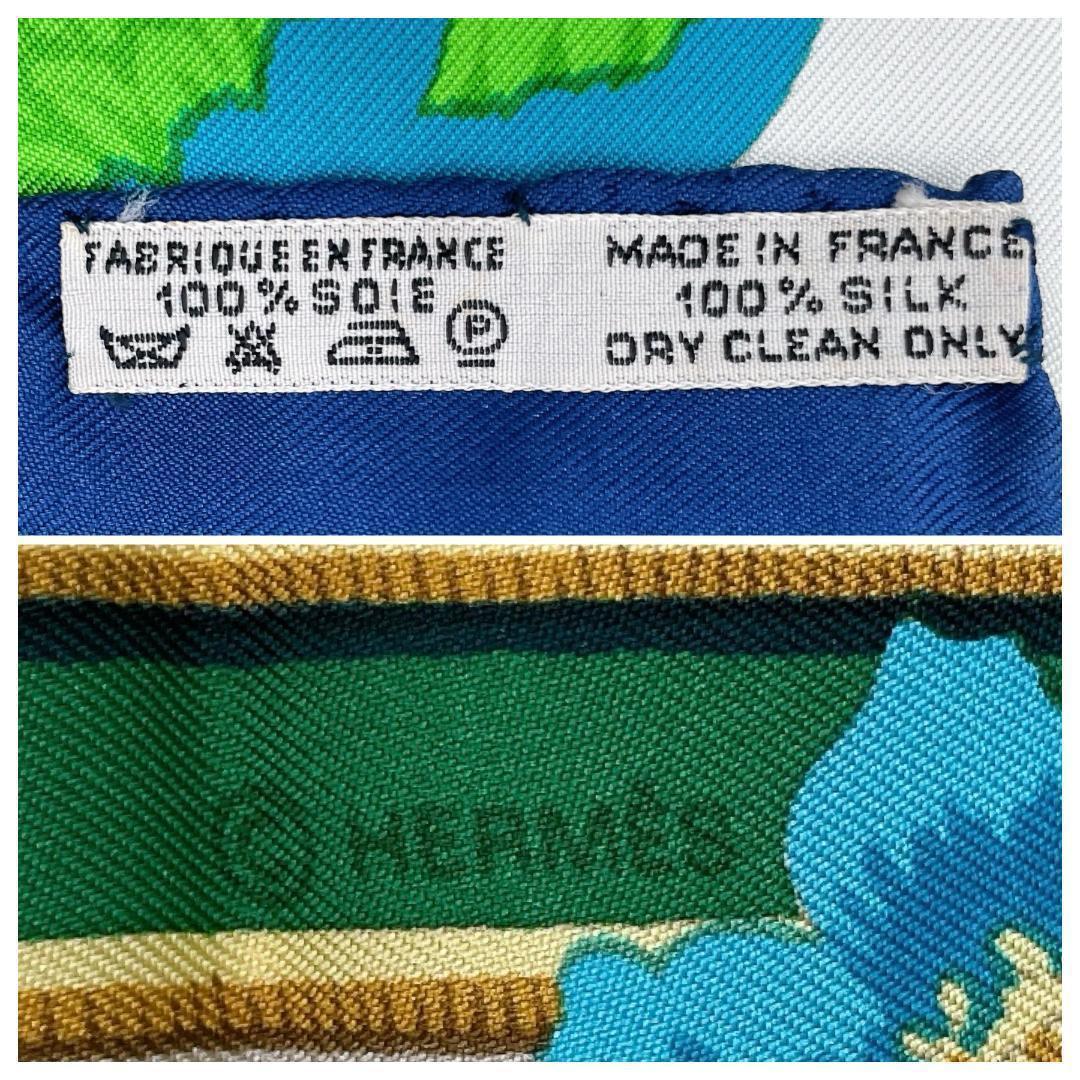 FABRIQUE EN FRANCE
100% SOIE
P
MADE IN FRANCE
100% SILK
DRY CLEAN ONLY
© HERMÈS